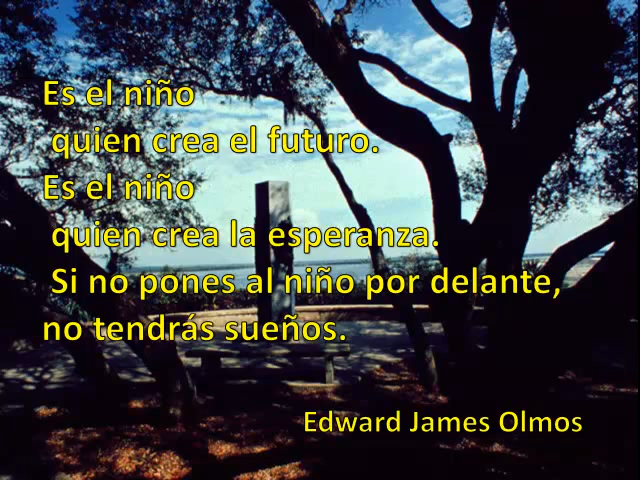 Es el niño
quien crea el futuro.
Es el niño
quien crea la esperanza.
Si no pones al niño por delante,
no tendrás sueños.
Edward James Olmos